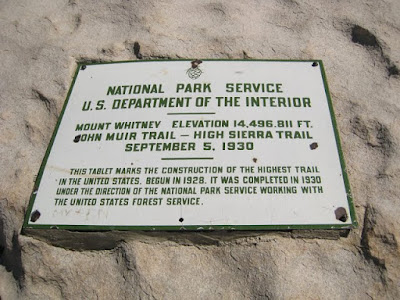 NATIONAL PARK SERVICE
U.S. DEPARTMENT OF THE INTERIOR
MOUNT WHITNEY ELEVATION 14,496.811 FT.
JOHN MUIR TRAIL — HIGH SIERRA TRAIL
SEPTEMBER 5, 1930
THIS TABLET MARKS THE CONSTRUCTION OF THE HIGHEST TRAIL
IN THE UNITED STATES. BEGUN IN 1928. IT WAS COMPLETED IN 1930
UNDER THE DIRECTION OF THE NATIONAL PARK SERVICE WORKING WITH
THE UNITED STATES FOREST SERVICE.